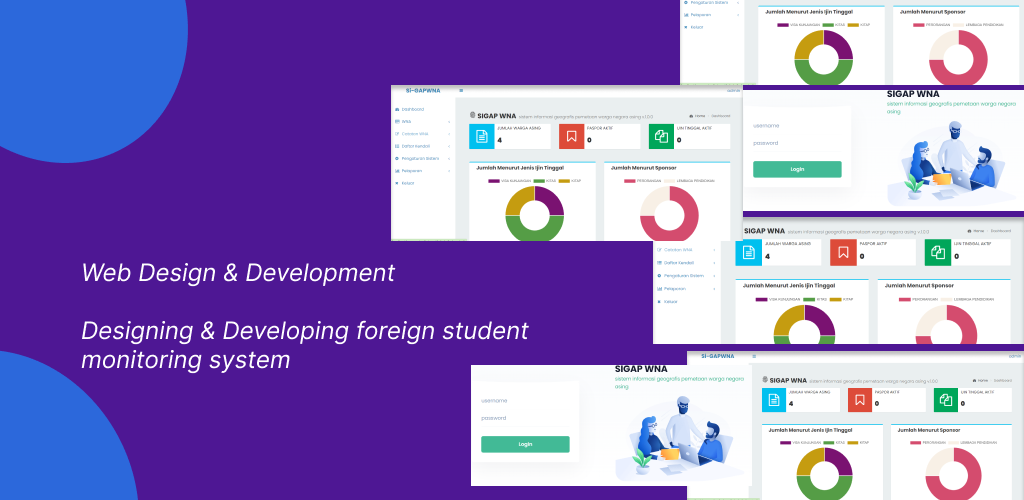 Pengaturan Sistem
Pelaporan
Keluar
Jumlah Menurut Jenis Ijin Tinggal
Jumlah Menurut Sponsor
VISA KUNJUNGAN KITAS KITAP
PERORANGAN LEMBAGA PENDIDIKAN
SI-GAPWNA
admin
Dashboard
WNA
Catatan WNA
Daftar Kendali
Pengaturan Sistem
Pelaporan
Keluar
SIGAP WNA sistem informasi geografis pemetaan warga negara asing v.1.0.0
Home / Dashboard
JUMLAH WARGA ASING
4
PASPOR AKTIF
0
IJIN TINGGAL AKTIF
0
Jumlah Menurut Jenis Ijin Tinggal
Jumlah Menurut Sponsor
VISA KUNJUNGAN KITAS KITAP
PERORANGAN LEMBAGA PENDIDIKAN
SIGAP WNA
sistem informasi geografis pemetaan warga negara
asing
username
password
Login
SIGAP WNA sistem informasi geografis pemetaan warga negara asing v.1.0.0
Home / Dashboard
JUMLAH WARGA ASING
4
PASPOR AKTIF
0
IJIN TINGGAL AKTIF
0
Catatan WNA
Daftar Kendali
Pengaturan Sistem
Pelaporan
Keluar
Jumlah Menurut Jenis Ijin Tinggal
Jumlah Menurut Sponsor
VISA KUNJUNGAN KITAS KITAP
PERORANGAN LEMBAGA PENDIDIKAN
Web Design & Development
Designing & Developing foreign student
monitoring system
SI-GAPWNA
admin
SIGAP WNA
sistem informasi geografis pemetaan warga negara
asing
username
password
Login
SIGAP WNA sistem informasi geografis pemetaan warga negara asing v.1.0.0
Home / Dashboard
JUMLAH WARGA ASING
4
PASPOR AKTIF
0
IJIN TINGGAL AKTIF
0
Jumlah Menurut Jenis Ijin Tinggal
Jumlah Menurut Sponsor
VISA KUNJUNGAN KITAS KITAP
PERORANGAN LEMBAGA PENDIDIKAN